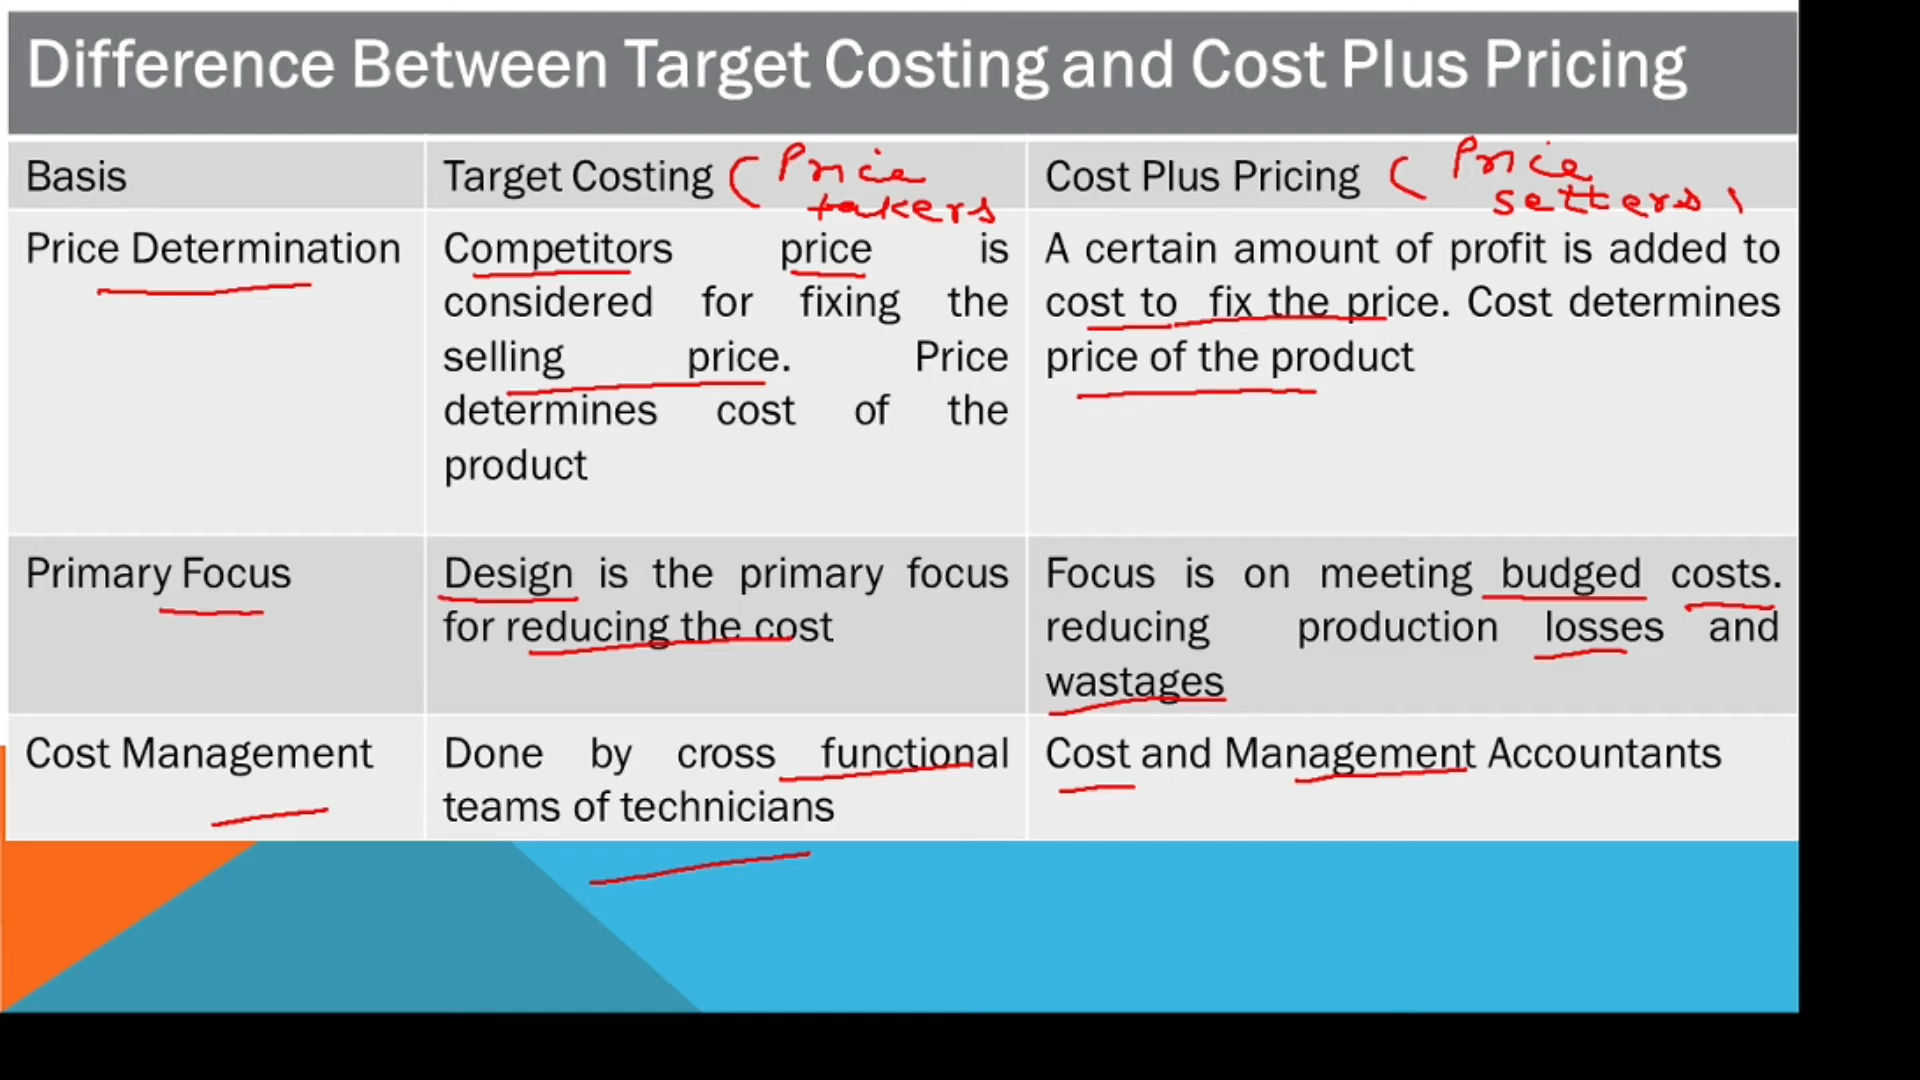 Difference Between Target Costing and Cost Plus Pricing
Basis
Target Costing (Price
takers
Cost Plus Pricing (Price
setters)
Price Determination
Competitors price is
considered for fixing the
selling price. Price
determines cost of the
product
A certain amount of profit is added to
cost to fix the price. Cost determines
price of the product
Primary Focus
Design is the primary focus
for reducing the cost
Focus is on meeting budged costs.
reducing production losses and
wastages
Cost Management
Done by cross functional
teams of technicians
Cost and Management Accountants